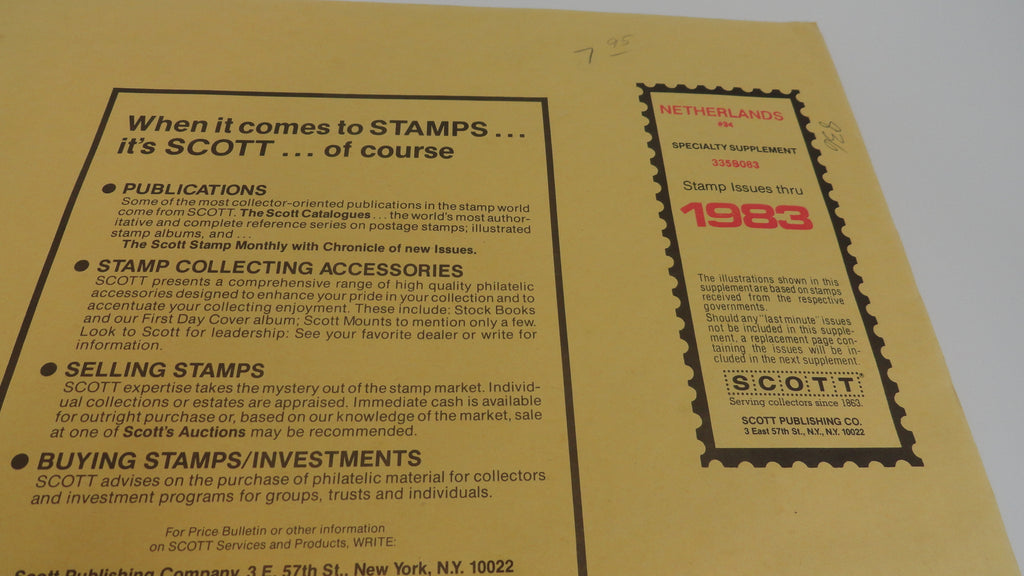 7 95
When it comes to STAMPS ...
it's SCOTT ... of course
● PUBLICATIONS
Some of the most collector-oriented publications in the stamp world
come from SCOTT. The Scott Catalogues ... the world's most author-
itative and complete reference series on postage stamps; illustrated
stamp albums, and ...
The Scott Stamp Monthly with Chronicle of new Issues.
● STAMP COLLECTING ACCESSORIES
SCOTT presents a comprehensive range of high quality philatelic
accessories designed to enhance your pride in your collection and to
accentuate your collecting enjoyment. These include: Stock Books
and our First Day Cover album; Scott Mounts to mention only a few.
Look to Scott for leadership: See your favorite dealer or write for
information.
● SELLING STAMPS
SCOTT expertise takes the mystery out of the stamp market. Individ-
ual collections or estates are appraised. Immediate cash is available
for outright purchase or, based on our knowledge of the market, sale
at one of Scott's Auctions may be recommended.
● BUYING STAMPS/INVESTMENTS
SCOTT advises on the purchase of philatelic material for collectors
and investment programs for groups, trusts and individuals.
For Price Bulletin or other information
on SCOTT Services and Products, WRITE:
Scott Publishing Company, 3 E. 57th St., New York, N.Y. 10022
NETHERLANDS
#34
SPECIALTY SUPPLEMENT
335S083
Stamp Issues thru
1983
The illustrations shown in this
supplement are based on stamps
received from the respective
governments.
Should any "last minute" issues
not be included in this supple-
ment, a replacement page con-
taining the issues will be in-
cluded in the next supplement.
SCOTT®
Serving collectors since 1863.
SCOTT PUBLISHING CO.
3 East 57th St., N.Y., N.Y. 10022